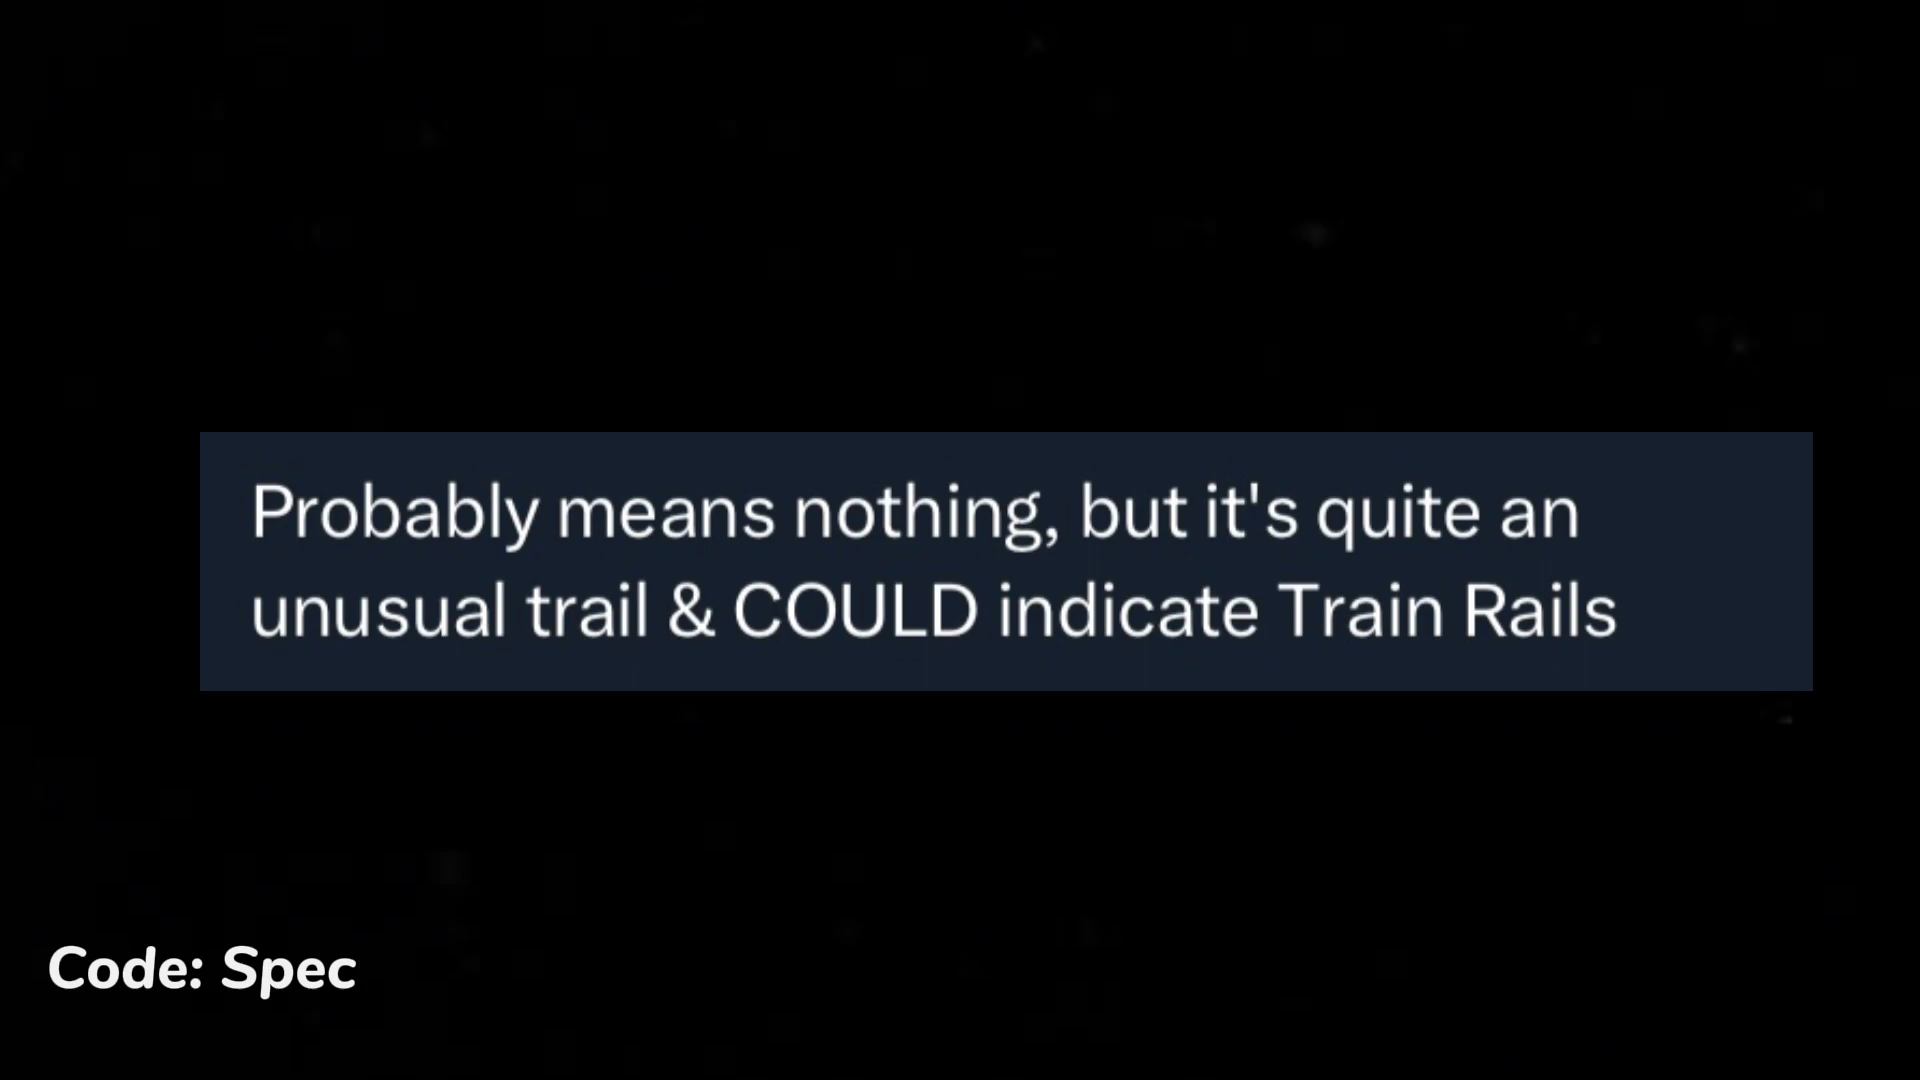 Probably means nothing, but it's quite an
unusual trail & COULD indicate Train Rails
Code: Spec